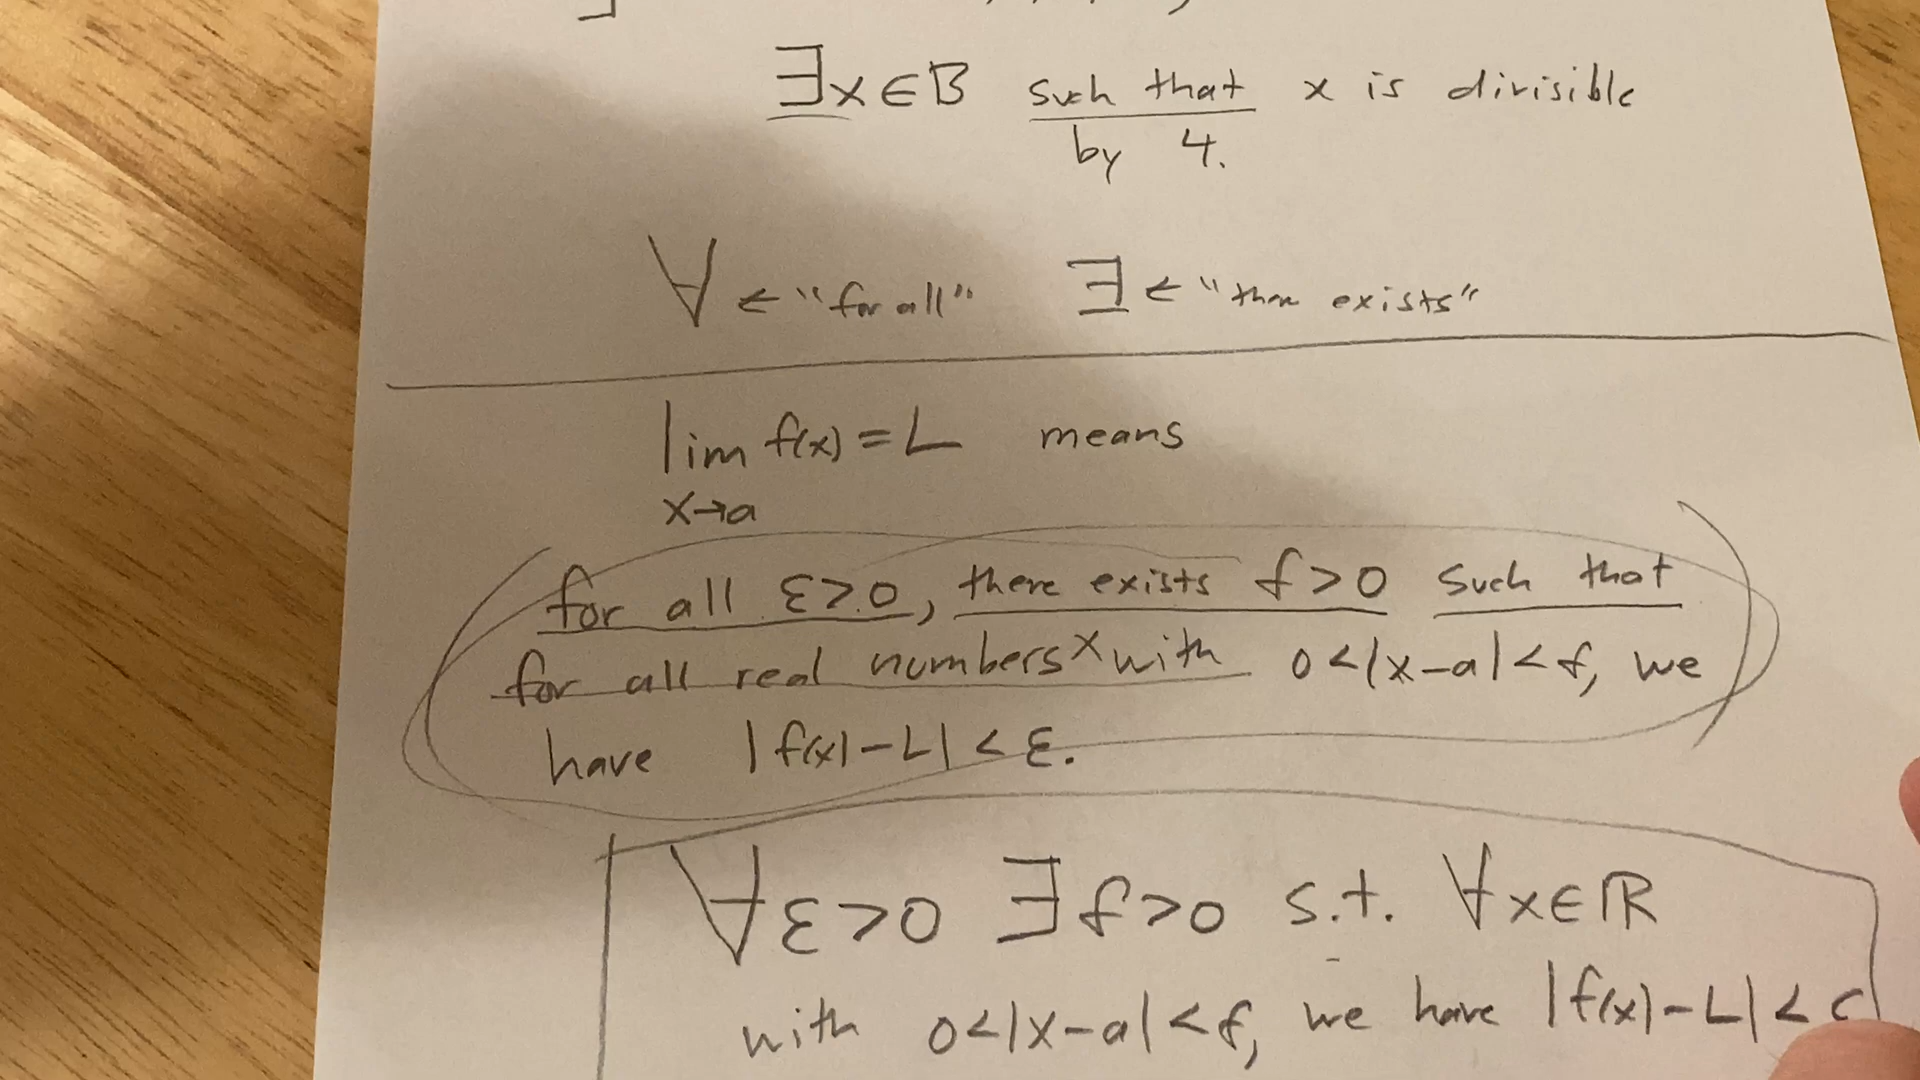 ∃x∈B such that x is divisible
by 4.
∀ ← "for all" ∃ ← "there exists"
lim f(x) = L means
x→a
for all ε>0, there exists δ>0 such that
for all real numbers x with 0<|x-a|<δ, we
have |f(x)-L| < ε.
∀ε>0 ∃δ>0 s.t. ∀x∈ℝ
with 0<|x-a|<δ, we have |f(x)-L|<